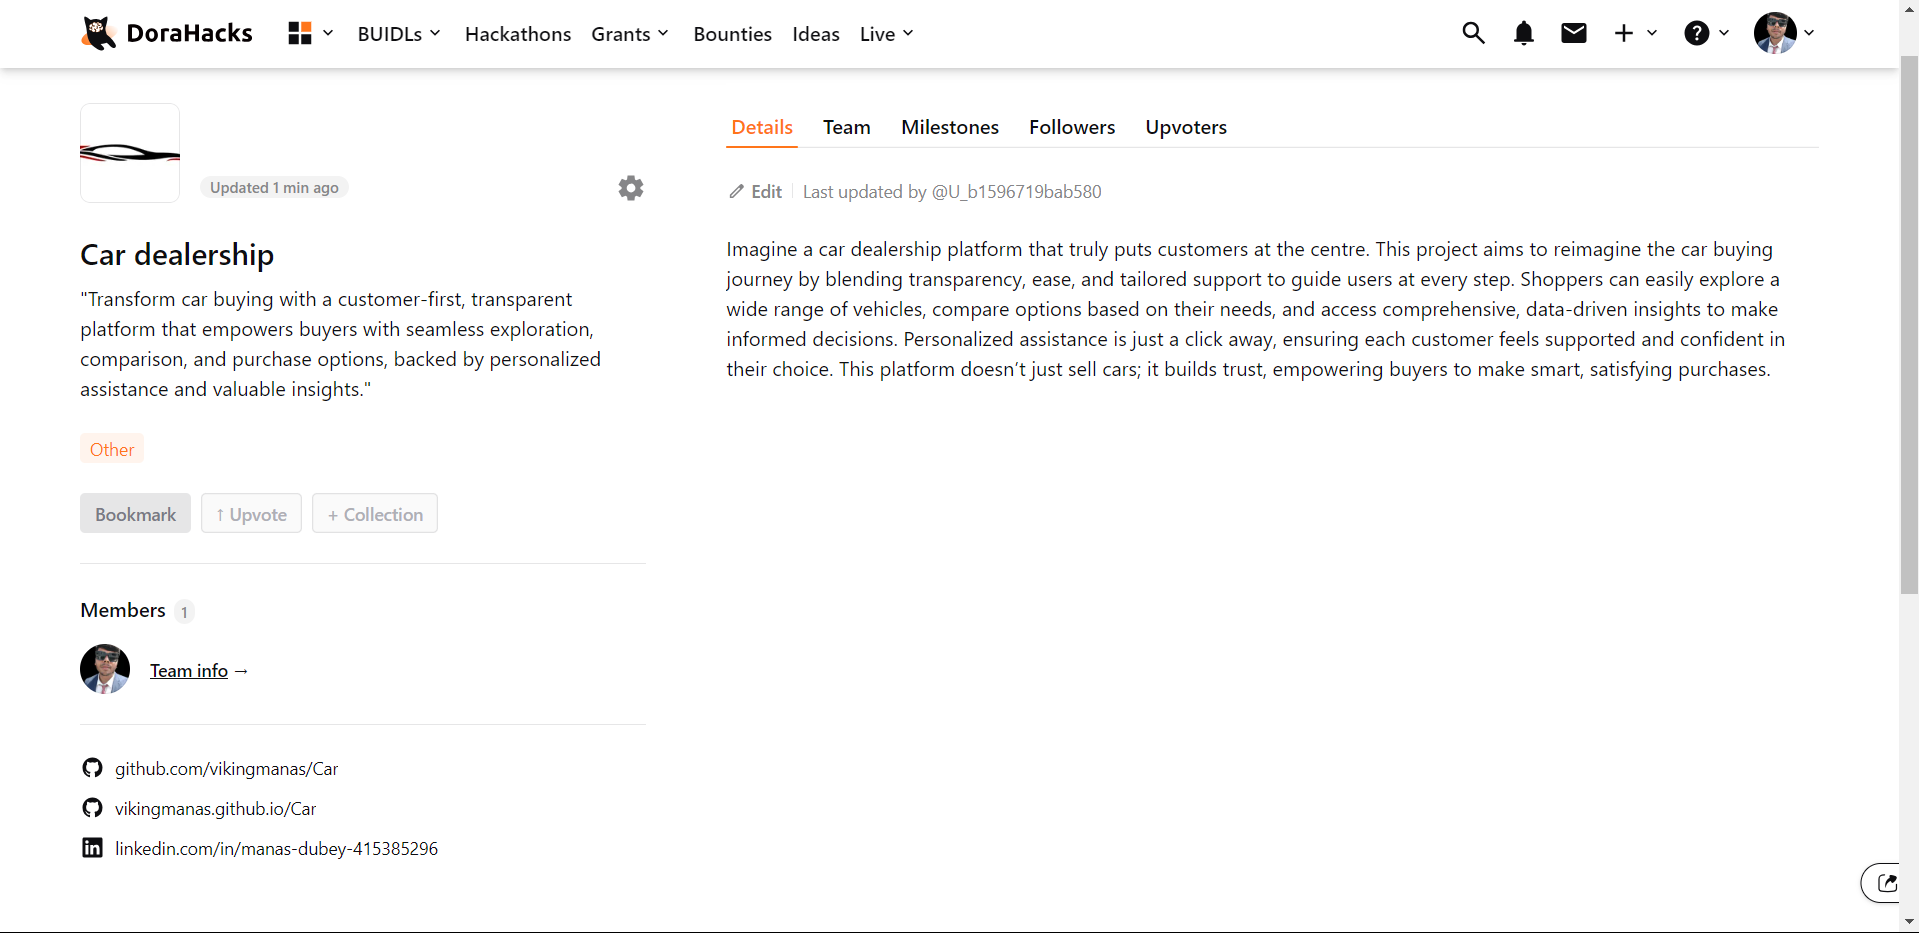 DoraHacks
BUIDLs
Hackathons
Grants
Bounties
Ideas
Live
Updated 1 min ago
Car dealership
"Transform car buying with a customer-first, transparent
platform that empowers buyers with seamless exploration,
comparison, and purchase options, backed by personalized
assistance and valuable insights."
Other
Bookmark
↑ Upvote
+ Collection
Members 1
Team info →
github.com/vikingmanas/Car
vikingmanas.github.io/Car
linkedin.com/in/manas-dubey-415385296
Details
Team
Milestones
Followers
Upvoters
Edit
Last updated by @U_b1596719bab580
Imagine a car dealership platform that truly puts customers at the centre. This project aims to reimagine the car buying
journey by blending transparency, ease, and tailored support to guide users at every step. Shoppers can easily explore a
wide range of vehicles, compare options based on their needs, and access comprehensive, data-driven insights to make
informed decisions. Personalized assistance is just a click away, ensuring each customer feels supported and confident in
their choice. This platform doesn’t just sell cars; it builds trust, empowering buyers to make smart, satisfying purchases.